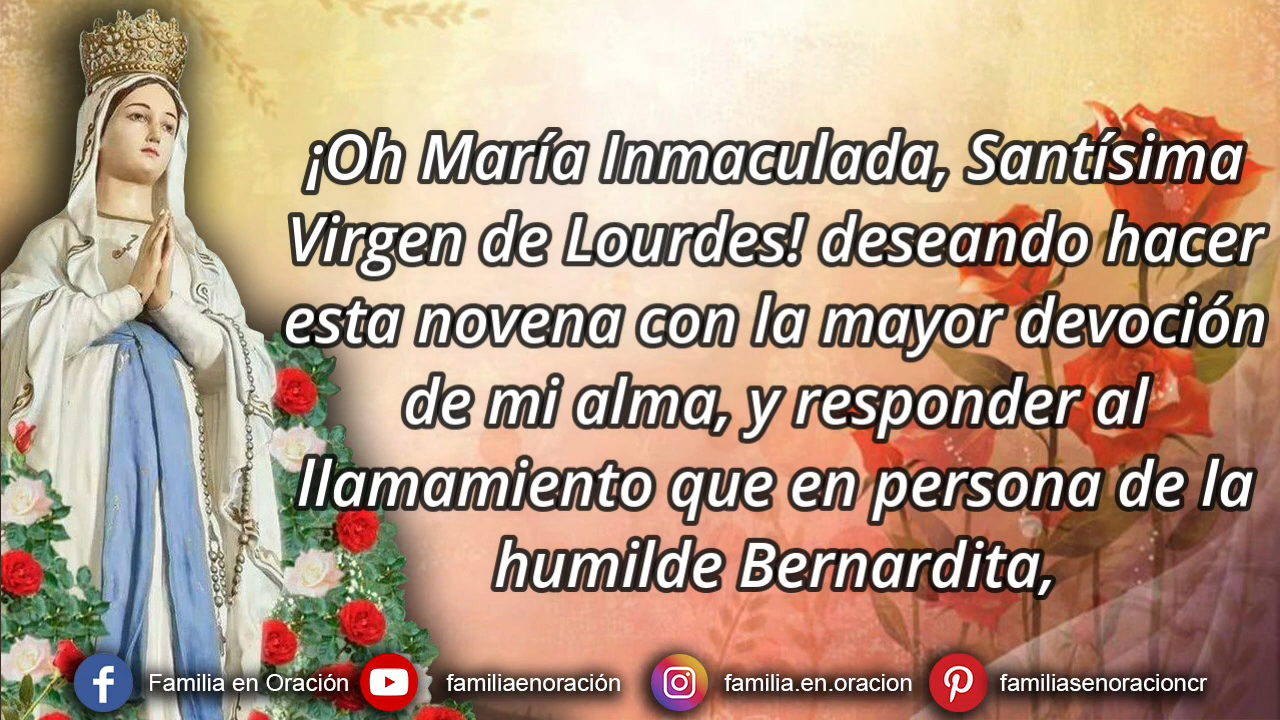 ¡Oh María Inmaculada, Santísima
Virgen de Lourdes! deseando hacer
esta novena con la mayor devoción
de mi alma, y responder al
llamamiento que en persona de la
humilde Bernardita,
Familia en Oración familiaenoración familia.en.oracion familiasenoracioncr